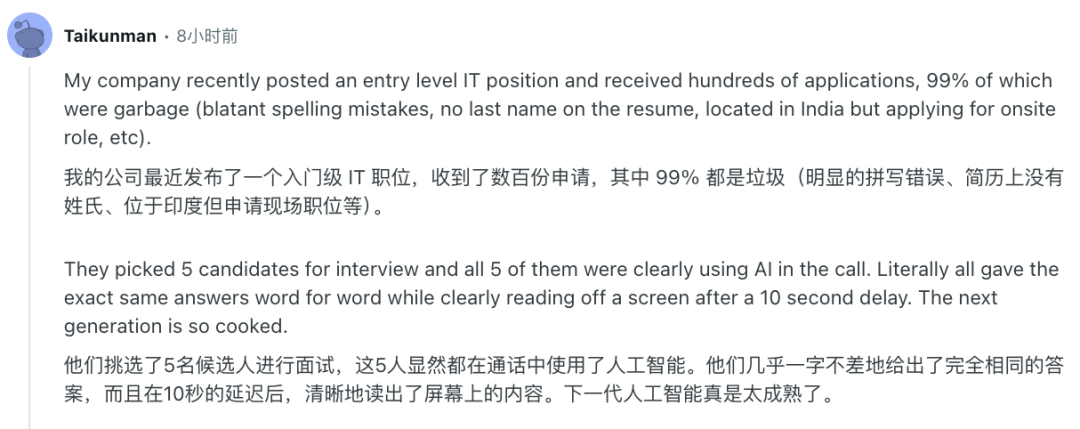 Taikunman • 8小时前
My company recently posted an entry level IT position and received hundreds of applications, 99% of which
were garbage (blatant spelling mistakes, no last name on the resume, located in India but applying for onsite
role, etc).
我的公司最近发布了一个入门级 IT 职位，收到了数百份申请，其中 99% 都是垃圾（明显的拼写错误、简历上没有
姓氏、位于印度但申请现场职位等）。
They picked 5 candidates for interview and all 5 of them were clearly using AI in the call. Literally all gave the
exact same answers word for word while clearly reading off a screen after a 10 second delay. The next
generation is so cooked.
他们挑选了5名候选人进行面试，这5人显然都在通话中使用了人工智能。他们几乎一字不差地给出了完全相同的答
案，而且在10秒的延迟后，清晰地读出了屏幕上的内容。下一代人工智能真是太成熟了。